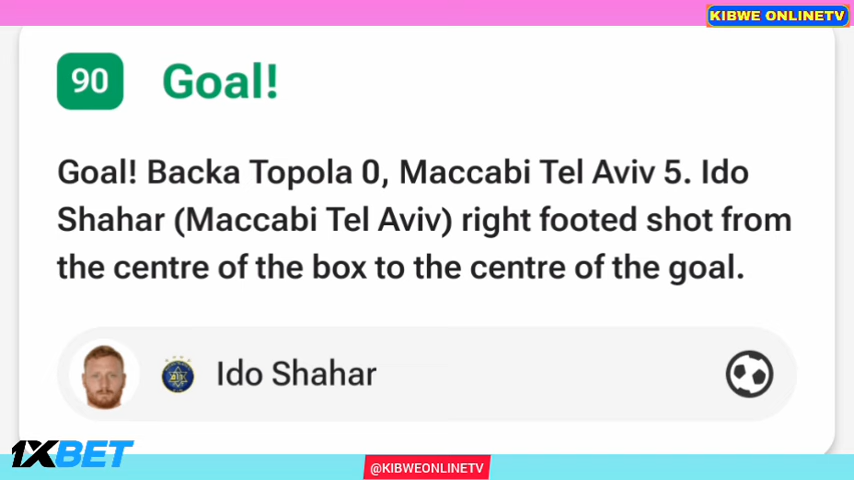 KIBWE ONLINETV
90
Goal!
Goal! Backa Topola 0, Maccabi Tel Aviv 5. Ido
Shahar (Maccabi Tel Aviv) right footed shot from
the centre of the box to the centre of the goal.
Ido Shahar
1XBET
@KIBWEONLINETV